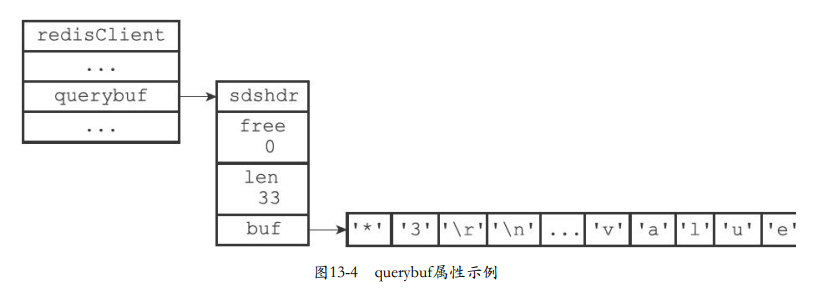 redisClient
...
querybuf
...
sdshdr
free
0
len
33
buf
'*' '3' '\r' '\n' ... 'v' 'a' 'l' 'u' 'e'
图13-4 querybuf属性示例